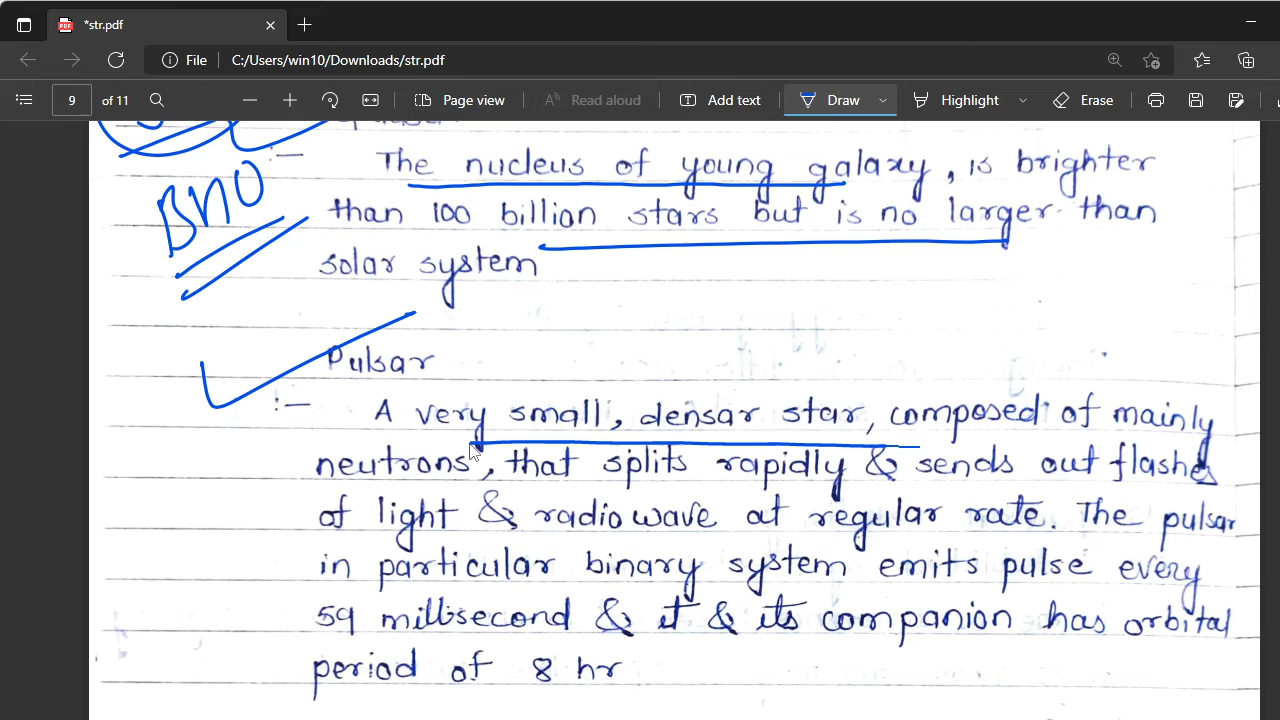 *str.pdf
File C:/Users/win10/Downloads/str.pdf
9 of 11 Page view Read aloud Add text Draw Highlight Erase
:— The nucleus of young galaxy, is brighter
BNO
than 100 billion stars but is no larger than
solar system
Pulsar
:— A very small, densar star, composed of mainly
neutrons, that splits rapidly & sends out flashes
of light & radio wave at regular rate. The pulsar
in particular binary system emits pulse every
59 millisecond & it & its companion has orbital
period of 8 hr